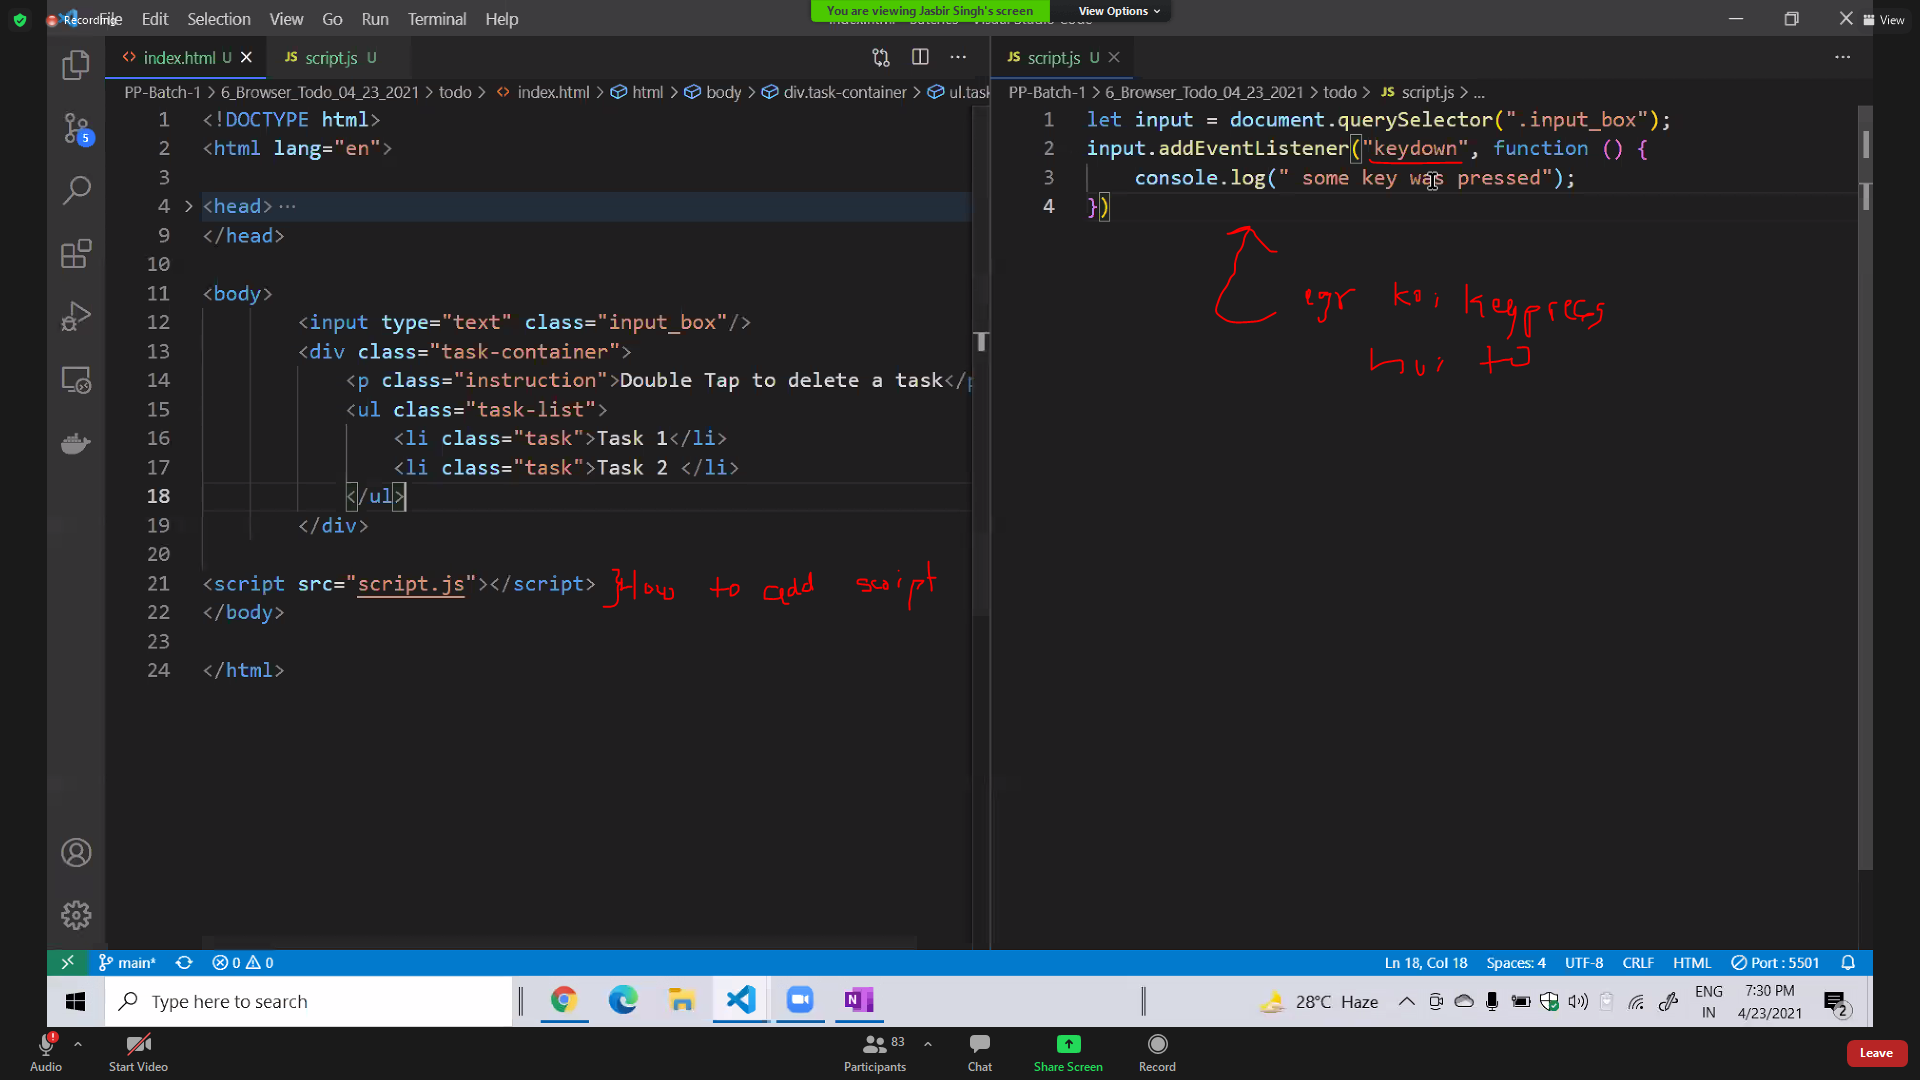 Recording
File Edit Selection View Go Run Terminal Help
You are viewing Jasbir Singh's screen
View Options
View
index.html U
script.js U
script.js U
PP-Batch-1 > 6_Browser_Todo_04_23_2021 > todo > index.html > html > body > div.task-container > ul.ta
PP-Batch-1 > 6_Browser_Todo_04_23_2021 > todo > JS script.js > ...
1 <!DOCTYPE html>
2 <html lang="en">
3
4 <head> ...
9 </head>
10
11 <body>
12 <input type="text" class="input_box"/>
13 <div class="task-container">
14 <p class="instruction">Double Tap to delete a task</p
15 <ul class="task-list">
16 <li class="task">Task 1</li>
17 <li class="task">Task 2 </li>
18 </ul>
19 </div>
20
21 <script src="script.js"></script> } How to add script
22 </body>
23
24 </html>
1 let input = document.querySelector(".input_box");
2 input.addEventListener("keydown", function () {
3 console.log(" some key was pressed");
4 })
egr koi keypress
hui to
5
main*
0 0
Ln 18, Col 18 Spaces: 4 UTF-8 CRLF HTML Port : 5501
Type here to search
28°C Haze
ENG
IN
7:30 PM
4/23/2021
2
Audio
Start Video
Participants 83
Chat
Share Screen
Record
Leave